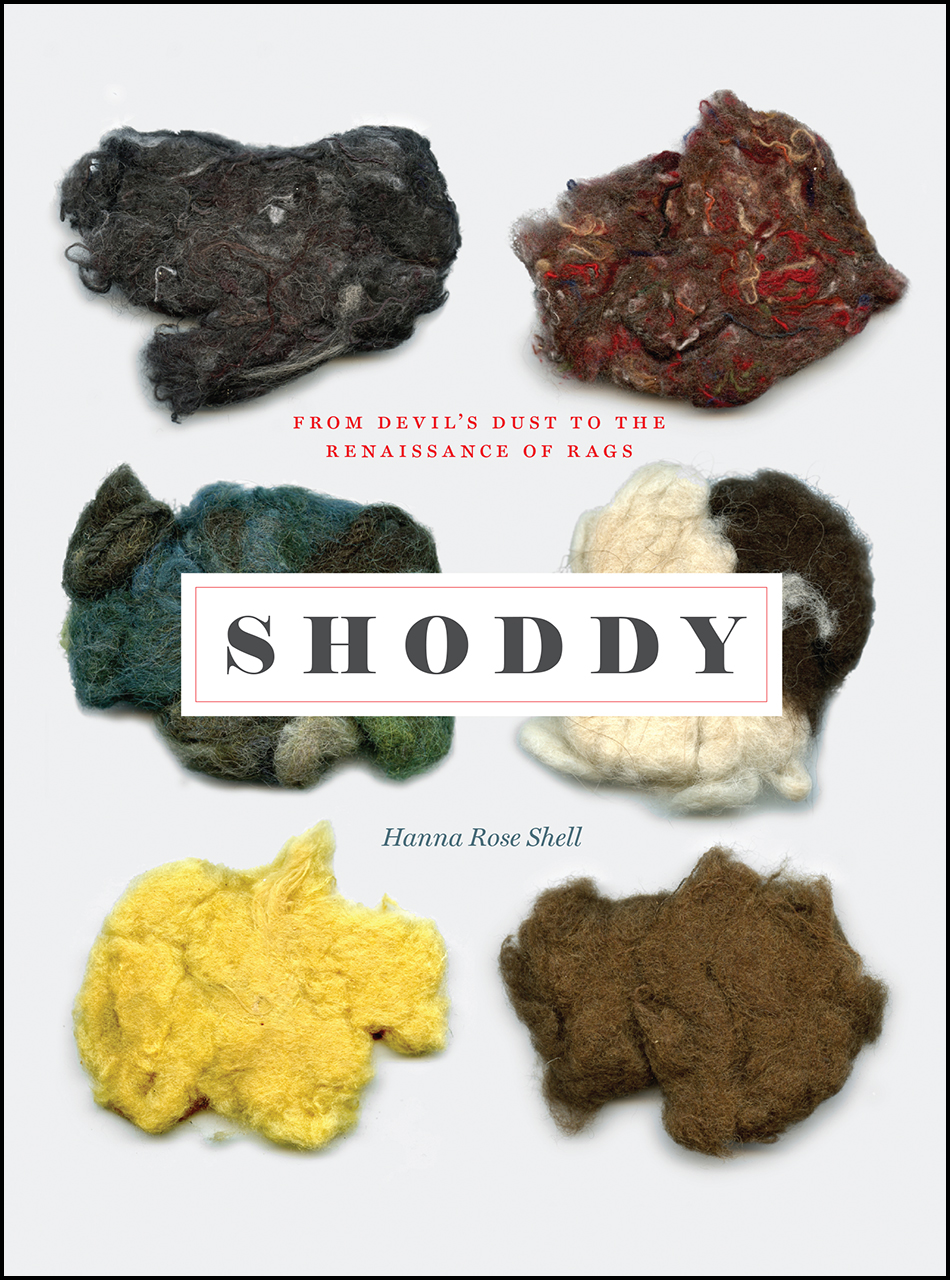 FROM DEVIL'S DUST TO THE
RENAISSANCE OF RAGS
SHODDY
Hanna Rose Shell